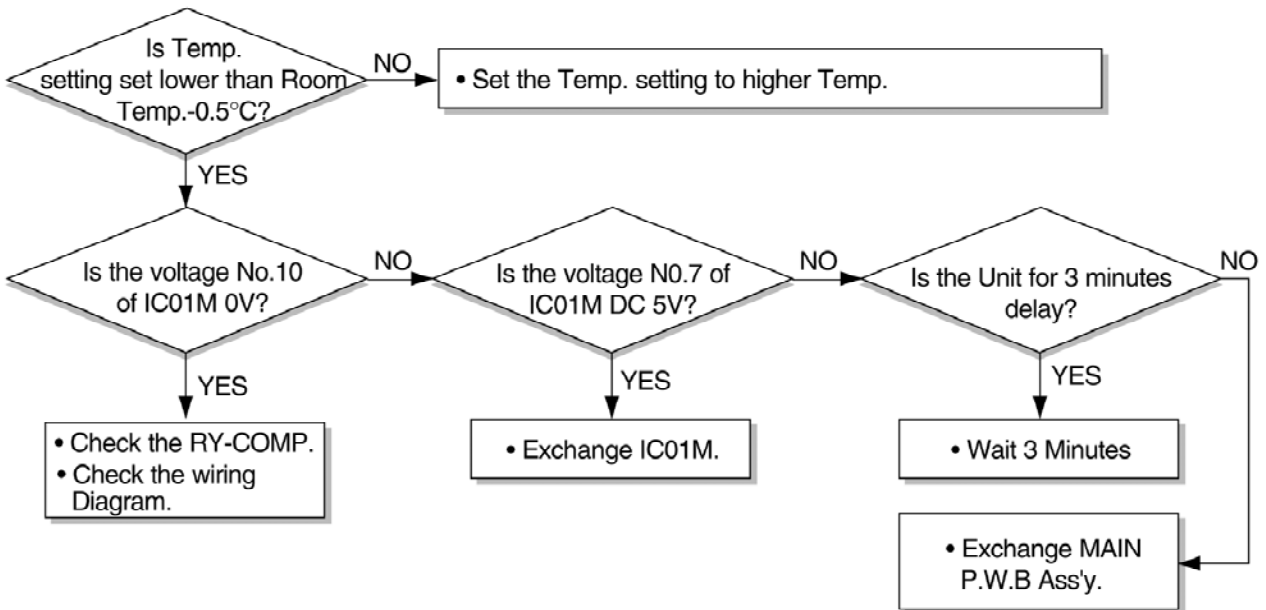 Is Temp.
setting set lower than Room
Temp.-0.5°C?
NO
• Set the Temp. setting to higher Temp.
YES
Is the voltage No.10
of IC01M 0V?
NO
Is the voltage N0.7 of
IC01M DC 5V?
NO
Is the Unit for 3 minutes
delay?
NO
YES
YES
YES
• Check the RY-COMP.
• Check the wiring
Diagram.
• Exchange IC01M.
• Wait 3 Minutes
• Exchange MAIN
P.W.B Ass'y.